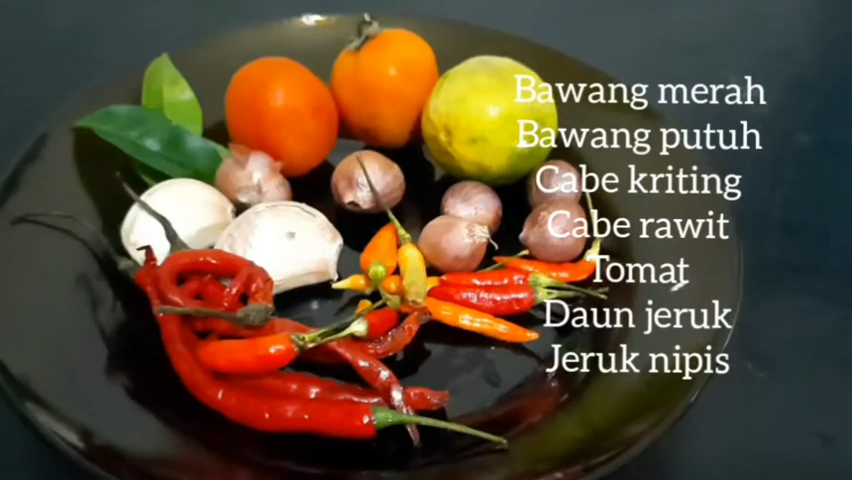 Bawang merah
Bawang putuh
Cabe kriting
Cabe rawit
Tomat
Daun jeruk
Jeruk nipis